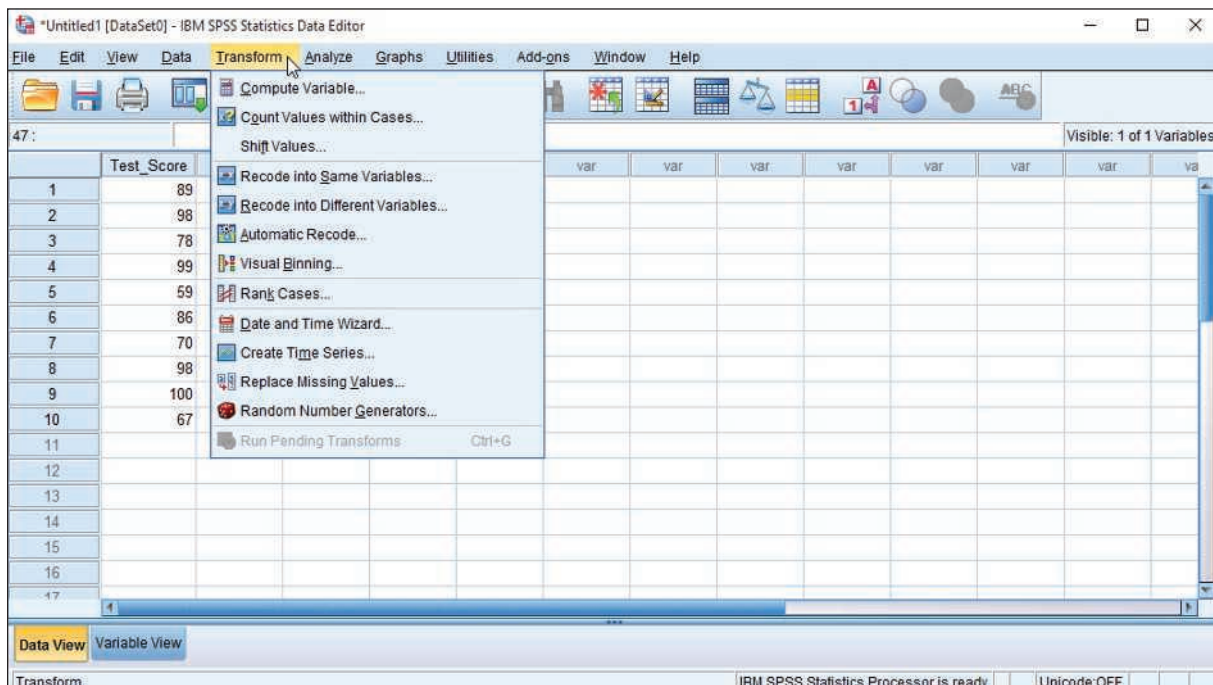 *Untitled1 [DataSet0] - IBM SPSS Statistics Data Editor
File Edit View Data Transform Analyze Graphs Utilities Add-ons Window Help
47 :
Visible: 1 of 1 Variables
Test_Score var var var var var var var va
1 89
2 98
3 78
4 99
5 59
6 86
7 70
8 98
9 100
10 67
11
12
13
14
15
16
17
Compute Variable...
Count Values within Cases...
Shift Values...
Recode into Same Variables...
Recode into Different Variables...
Automatic Recode...
Visual Binning...
Rank Cases...
Date and Time Wizard...
Create Time Series...
Replace Missing Values...
Random Number Generators...
Run Pending Transforms Ctrl+G
Data View Variable View
Transform IBM SPSS Statistics Processor is ready Unicode:OFF